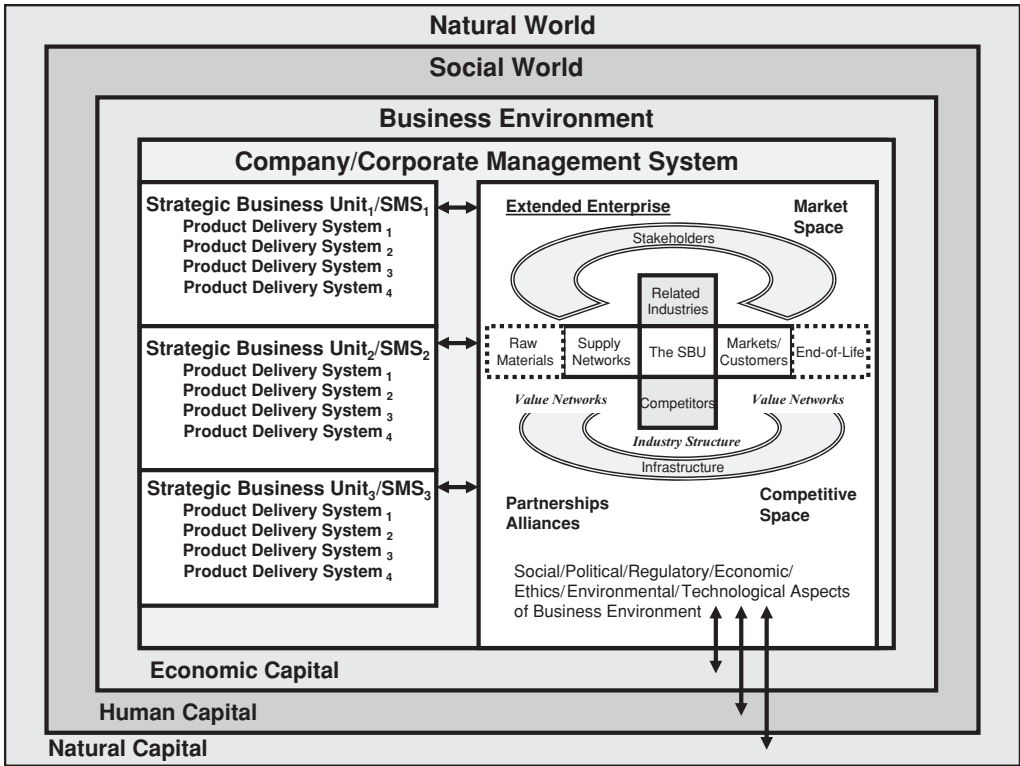 Natural World
Social World
Business Environment
Company/Corporate Management System
Strategic Business Unit1/SMS1
Product Delivery System 1
Product Delivery System 2
Product Delivery System 3
Product Delivery System 4
Strategic Business Unit2/SMS2
Product Delivery System 1
Product Delivery System 2
Product Delivery System 3
Product Delivery System 4
Strategic Business Unit3/SMS3
Product Delivery System 1
Product Delivery System 2
Product Delivery System 3
Product Delivery System 4
Extended Enterprise
Market
Space
Stakeholders
Related
Industries
Raw
Materials
Supply
Networks
The SBU
Markets/
Customers
End-of-Life
Value Networks
Competitors
Value Networks
Industry Structure
Infrastructure
Partnerships
Alliances
Competitive
Space
Social/Political/Regulatory/Economic/
Ethics/Environmental/Technological Aspects
of Business Environment
Economic Capital
Human Capital
Natural Capital